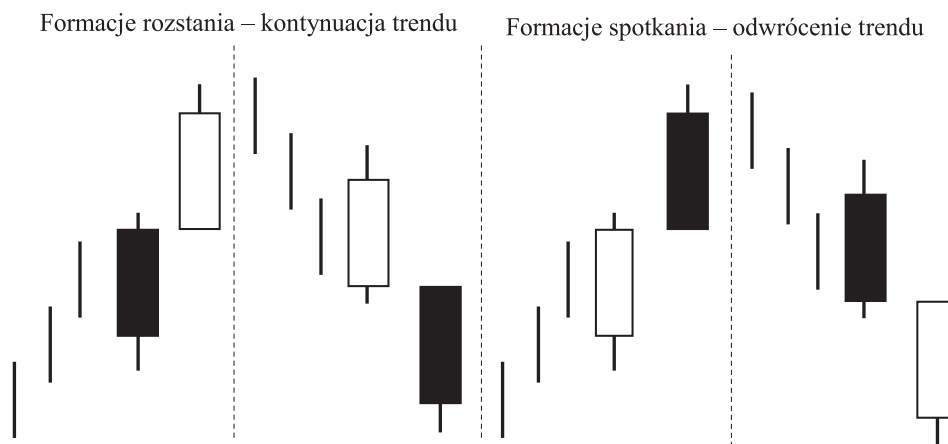 Formacje rozstania – kontynuacja trendu
Formacje spotkania – odwrócenie trendu